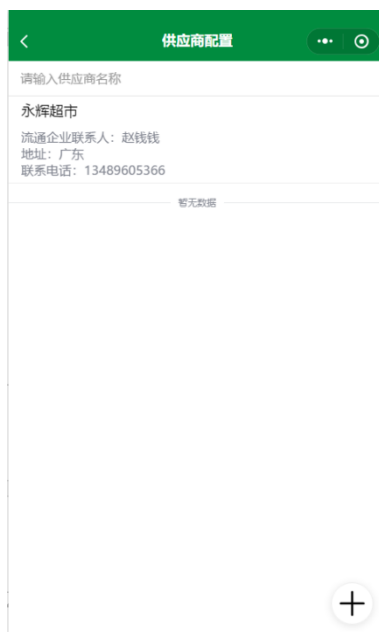 供应商配置
请输入供应商名称
永辉超市
流通企业联系人：赵钱钱
地址：广东
联系电话：13489605366
暂无数据